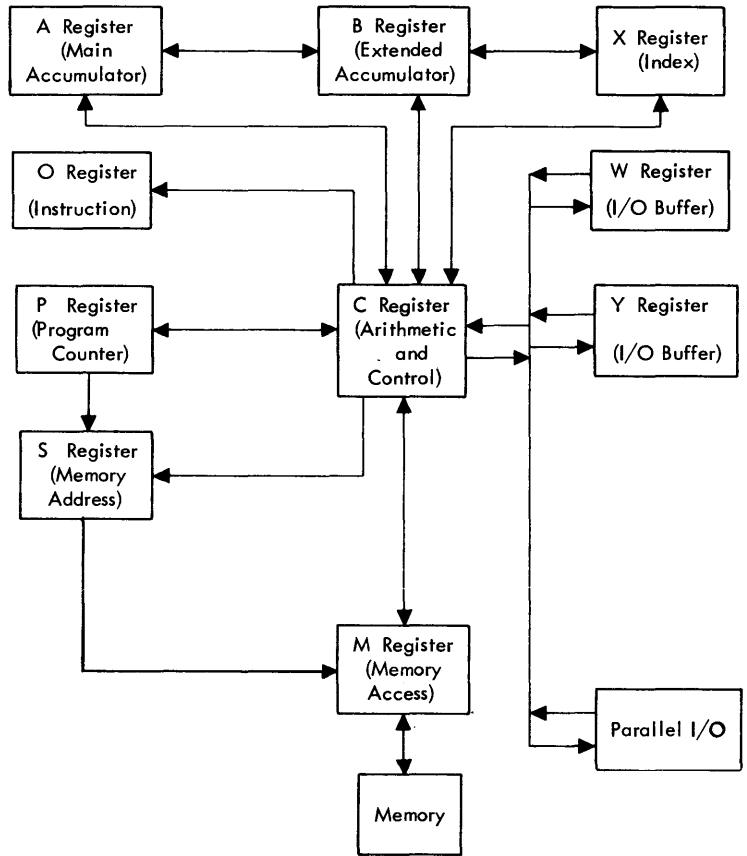 A Register
(Main
Accumulator)
B Register
(Extended
Accumulator)
X Register
(Index)
O Register
(Instruction)
W Register
(I/O Buffer)
P Register
(Program
Counter)
C Register
(Arithmetic
and
Control)
Y Register
(I/O Buffer)
S Register
(Memory
Address)
M Register
(Memory
Access)
Parallel I/O
Memory